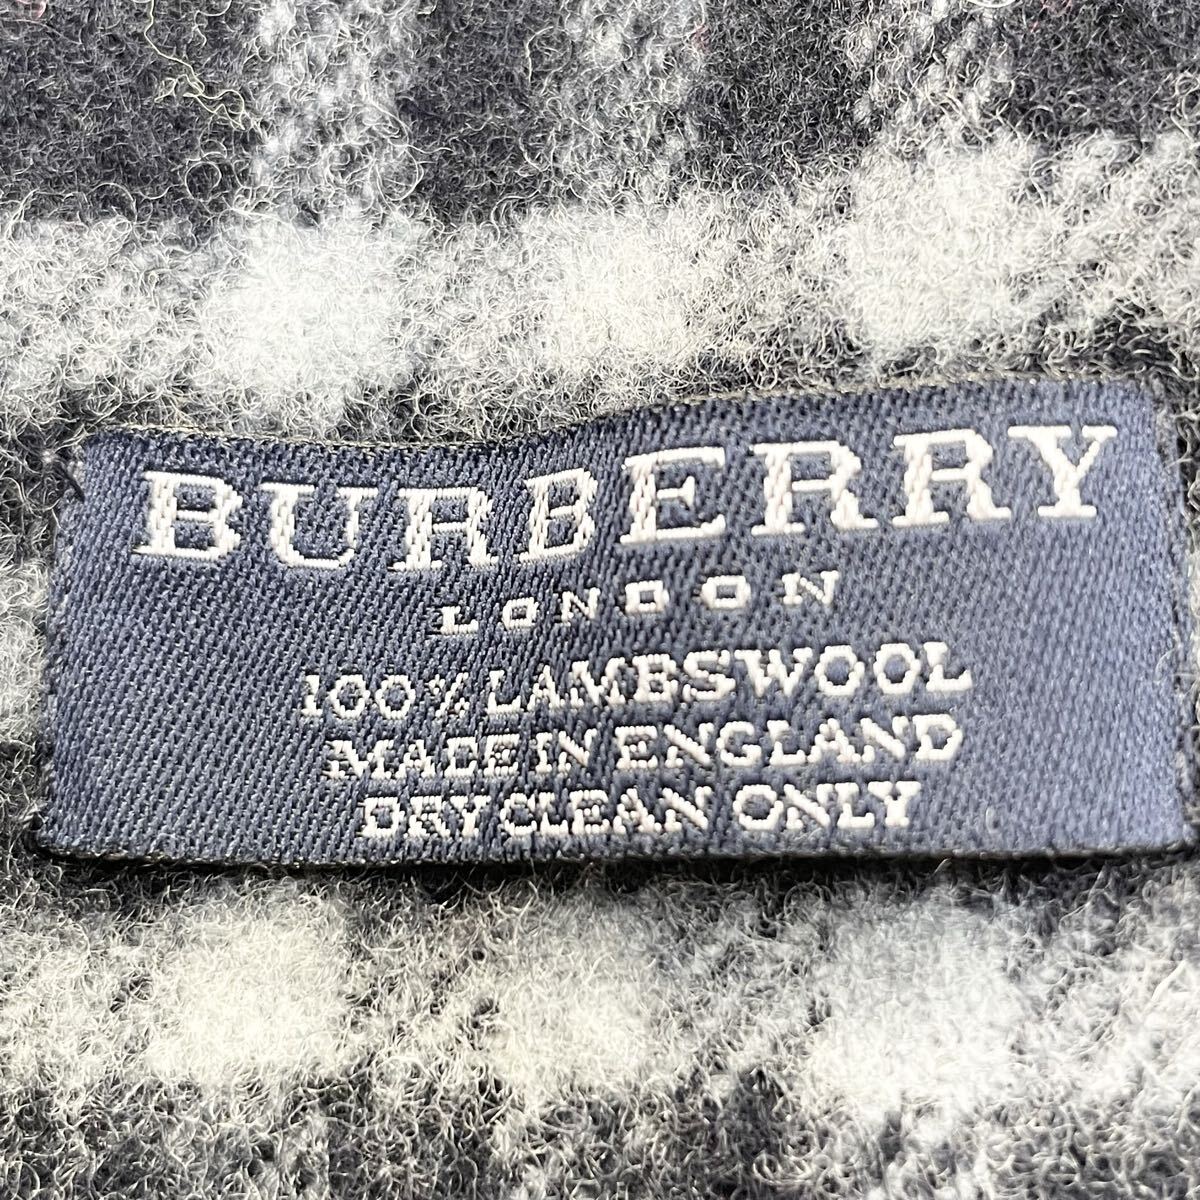 BURBERRY
LONDON
100% LAMBSWOOL
MADE IN ENGLAND
DRY CLEAN ONLY